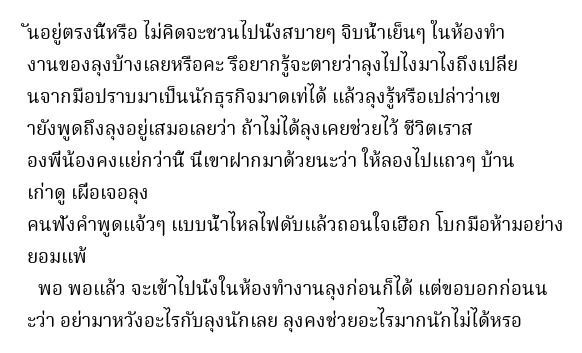 ันอยู่ตรงนี้หรือ ไม่คิดจะชวนไปนั่งสบายๆ จิบน้ำเย็นๆ ในห้องทำ
งานของลุงบ้างเลยหรือคะ รึอยากรู้จะตายว่าลุงไปไงมาไงถึงเปลี่ย
นจากมือปราบมาเป็นนักธุรกิจมาดเท่ได้ แล้วลุงรู้หรือเปล่าว่าเข
ายังพูดถึงลุงอยู่เสมอเลยว่า ถ้าไม่ได้ลุงเคยช่วยไว้ ชีวิตเราส
องพี่น้องคงแย่กว่านี้ นี่เขาฝากมาด้วยนะว่า ให้ลองไปแถวๆ บ้าน
เก่าดู เผื่อเจอลุง
คนฟังคำพูดแจ้วๆ แบบน้ำไหลไฟดับแล้วถอนใจเฮือก โบกมือห้ามอย่าง
ยอมแพ้
พอ พอแล้ว จะเข้าไปนั่งในห้องทำงานลุงก่อนก็ได้ แต่ขอบอกก่อนน
ะว่า อย่ามาหวังอะไรกับลุงนักเลย ลุงคงช่วยอะไรมากนักไม่ได้หรอ